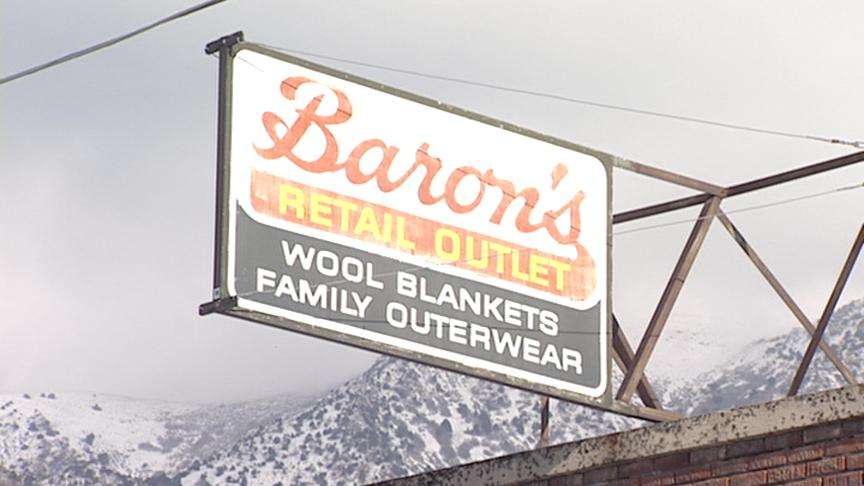 Baron's
RETAIL OUTLET
WOOL BLANKETS
FAMILY OUTERWEAR